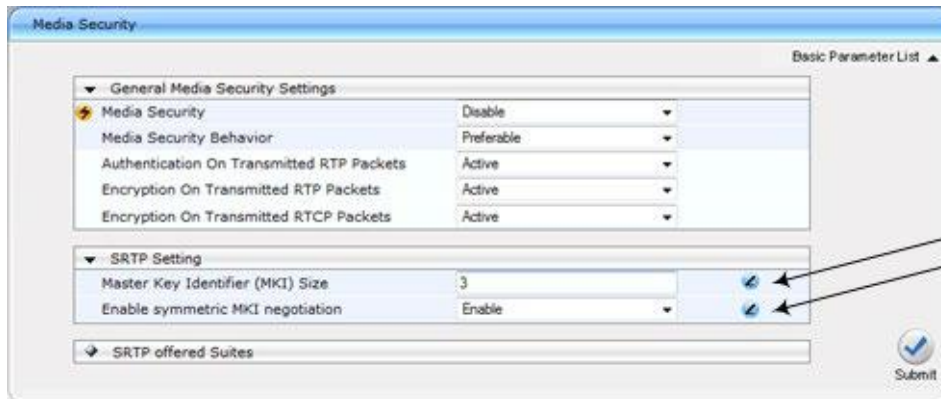 Media Security
Basic Parameter List
General Media Security Settings
Media Security Disable
Media Security Behavior Preferable
Authentication On Transmitted RTP Packets Active
Encryption On Transmitted RTP Packets Active
Encryption On Transmitted RTCP Packets Active
SRTP Setting
Master Key Identifier (MKI) Size 3
Enable symmetric MKI negotiation Enable
SRTP offered Suites
Submit